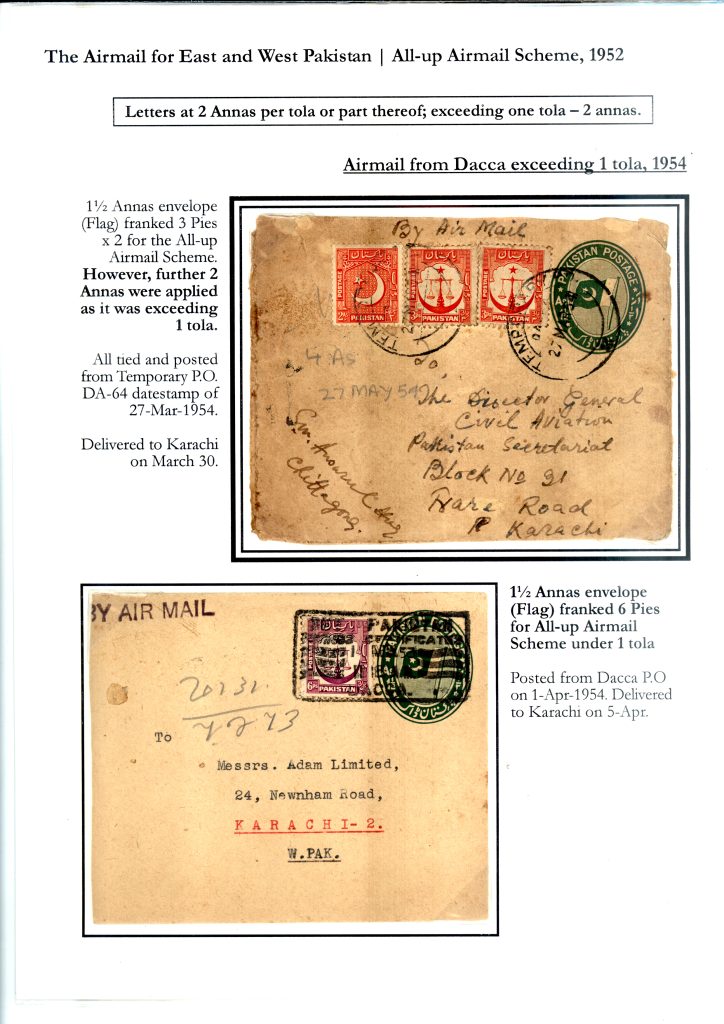 The Airmail for East and West Pakistan | All-up Airmail Scheme, 1952
Letters at 2 Annas per tola or part thereof; exceeding one tola – 2 annas.
Airmail from Dacca exceeding 1 tola, 1954
1½ Annas envelope
(Flag) franked 3 Pies
x 2 for the All-up
Airmail Scheme.
However, further 2
Annas were applied
as it was exceeding
1 tola.
All tied and posted
from Temporary P.O.
DA-64 datestamp of
27-Mar-1954.
Delivered to Karachi
on March 30.
By Air Mail
POSTAGE
PAKISTAN
POSTAGE
PAKISTAN
POSTAGE
PAKISTAN
PAKISTAN POSTAGE
4 As
27 MAY 54
To,
The Director General
Civil Aviation
Pakistan Secretariat
Block No 91
Road
Karachi
Chittagong.
BY AIR MAIL
6Ps
PAKISTAN
To
Messrs. Adam Limited,
24, Newnham Road,
KARACHI-2.
W.PAK.
1½ Annas envelope
(Flag) franked 6 Pies
for All-up Airmail
Scheme under 1 tola
Posted from Dacca P.O
on 1-Apr-1954. Delivered
to Karachi on 5-Apr.